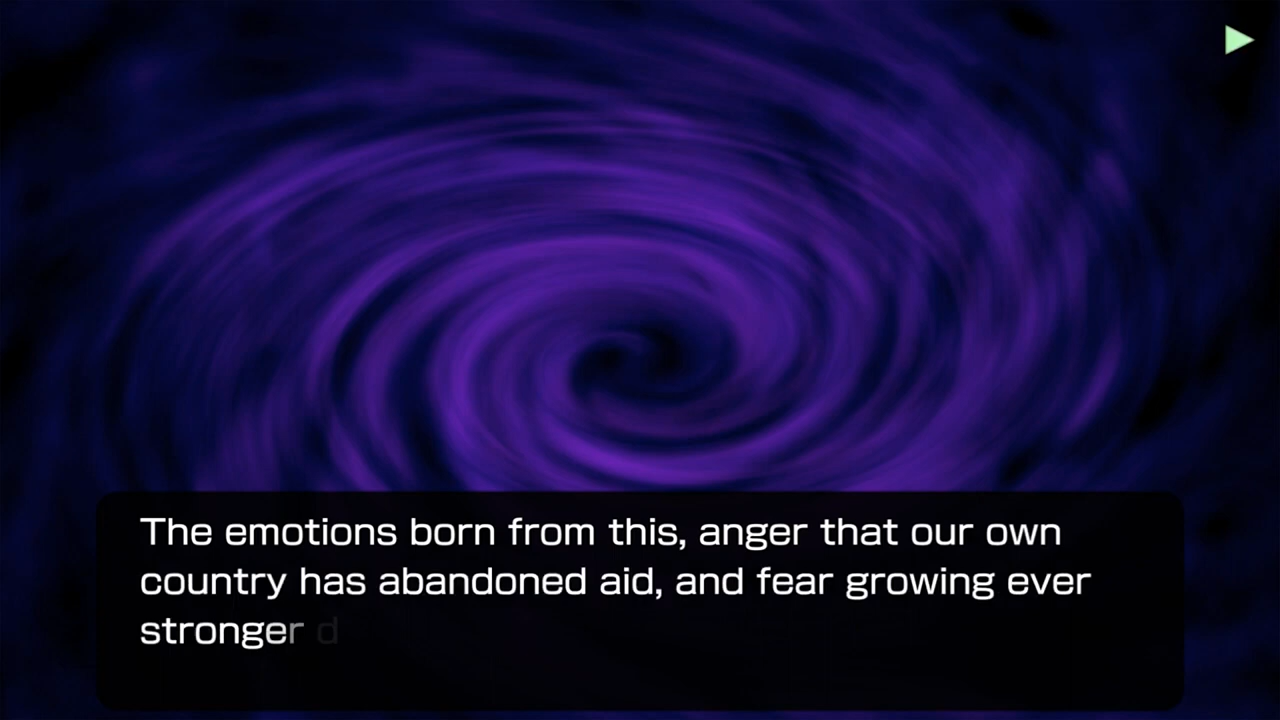 The emotions born from this, anger that our own
country has abandoned aid, and fear growing ever
stronger d